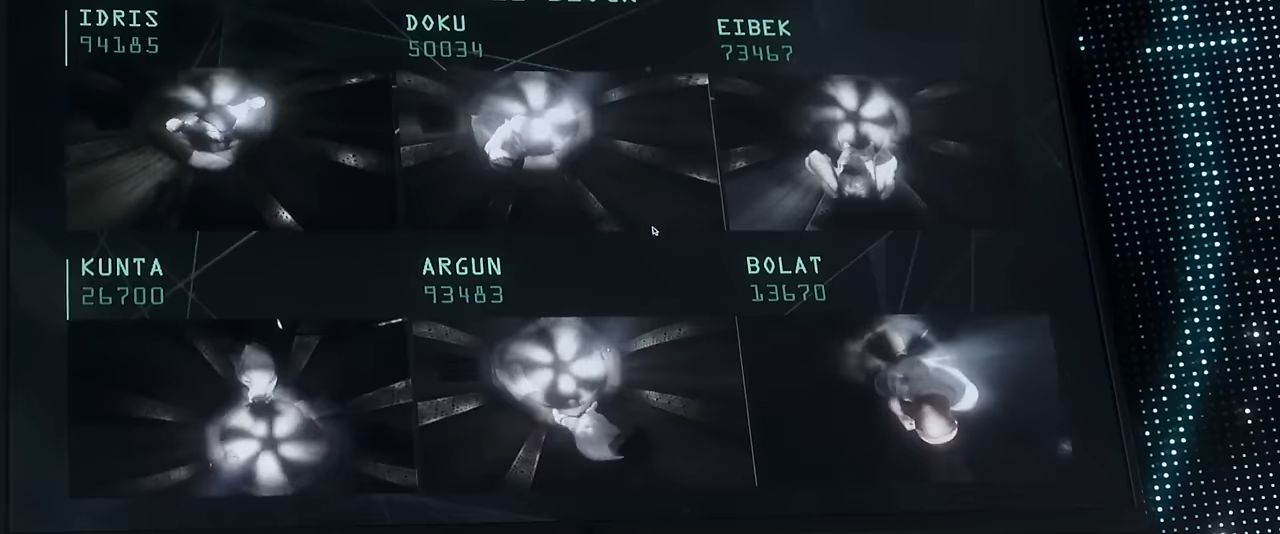 IDRIS
94185
DOKU
50034
EIBEK
73467
KUNTA
26700
ARGUN
93483
BOLAT
13670